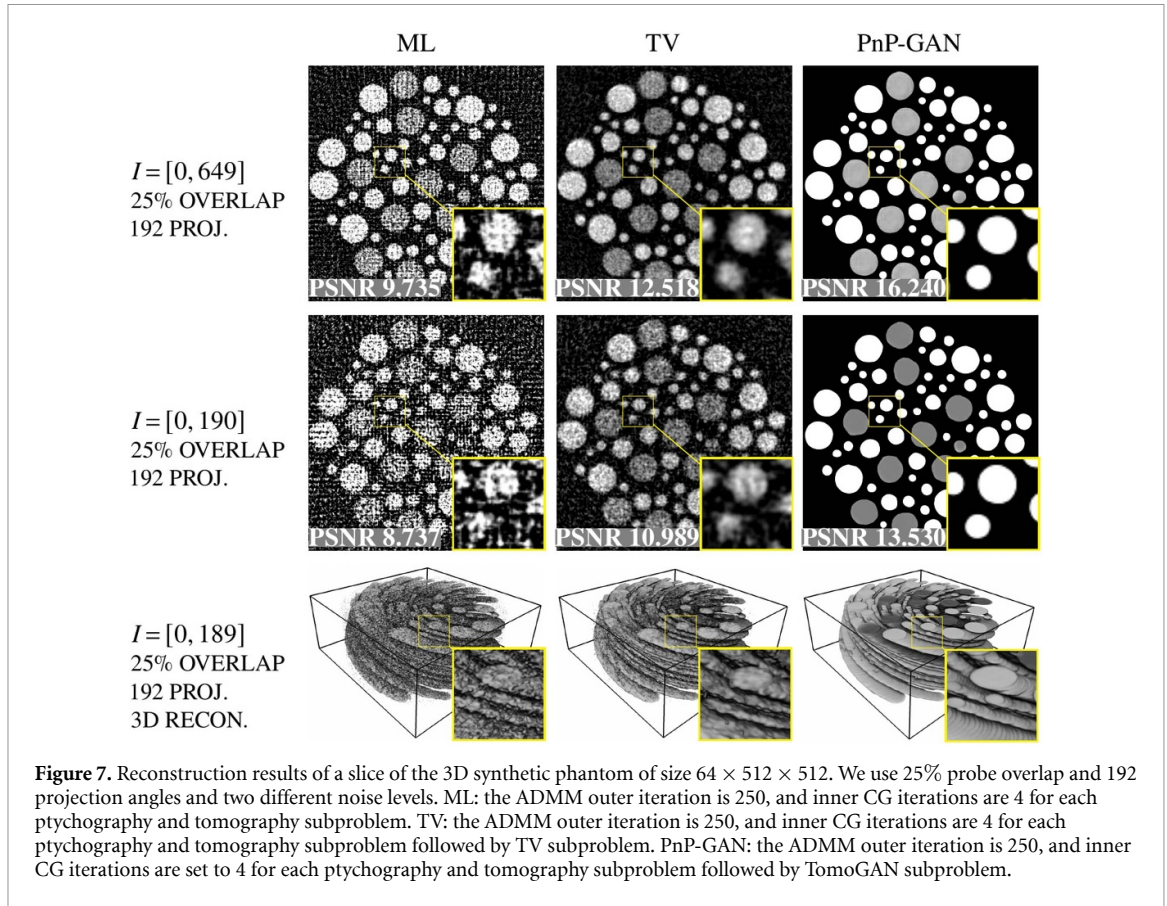 ML TV PnP-GAN
I = [0, 649]
25% OVERLAP
192 PROJ.
PSNR 9.735 PSNR 12.518 PSNR 16.240
I = [0, 190]
25% OVERLAP
192 PROJ.
PSNR 8.737 PSNR 10.989 PSNR 13.530
I = [0, 189]
25% OVERLAP
192 PROJ.
3D RECON.
Figure 7. Reconstruction results of a slice of the 3D synthetic phantom of size 64 × 512 × 512. We use 25% probe overlap and 192
projection angles and two different noise levels. ML: the ADMM outer iteration is 250, and inner CG iterations are 4 for each
ptychography and tomography subproblem. TV: the ADMM outer iteration is 250, and inner CG iterations are 4 for each
ptychography and tomography subproblem followed by TV subproblem. PnP-GAN: the ADMM outer iteration is 250, and inner
CG iterations are set to 4 for each ptychography and tomography subproblem followed by TomoGAN subproblem.